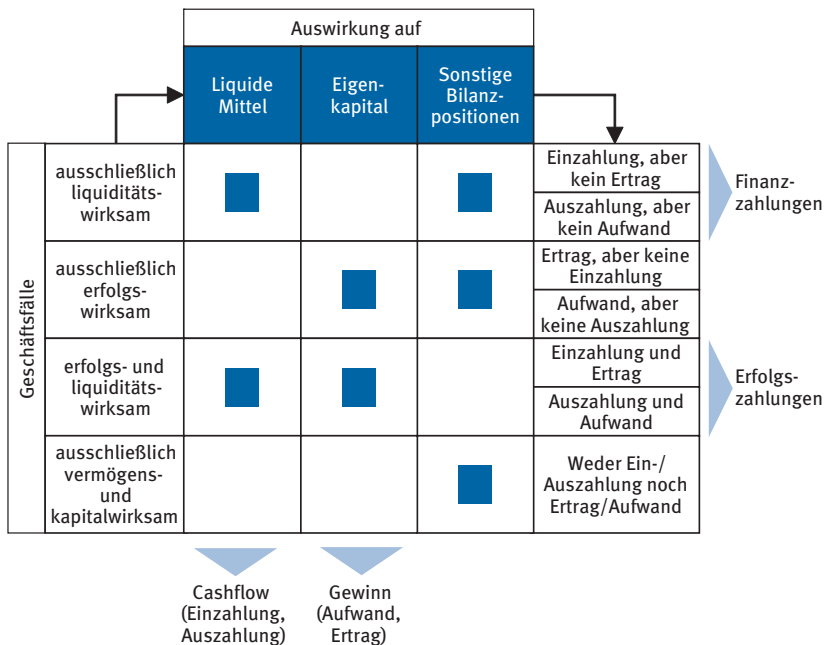 Auswirkung auf
Liquide
Mittel
Eigen-
kapital
Sonstige
Bilanz-
positionen
Geschäftsfälle
ausschließlich
liquiditäts-
wirksam
Einzahlung, aber
kein Ertrag
Auszahlung, aber
kein Aufwand
Finanz-
zahlungen
ausschließlich
erfolgs-
wirksam
Ertrag, aber keine
Einzahlung
Aufwand, aber
keine Auszahlung
erfolgs- und
liquiditäts-
wirksam
Einzahlung und
Ertrag
Auszahlung und
Aufwand
Erfolgs-
zahlungen
ausschließlich
vermögens-
und
kapitalwirksam
Weder Ein-/
Auszahlung noch
Ertrag/Aufwand
Cashflow
(Einzahlung,
Auszahlung)
Gewinn
(Aufwand,
Ertrag)